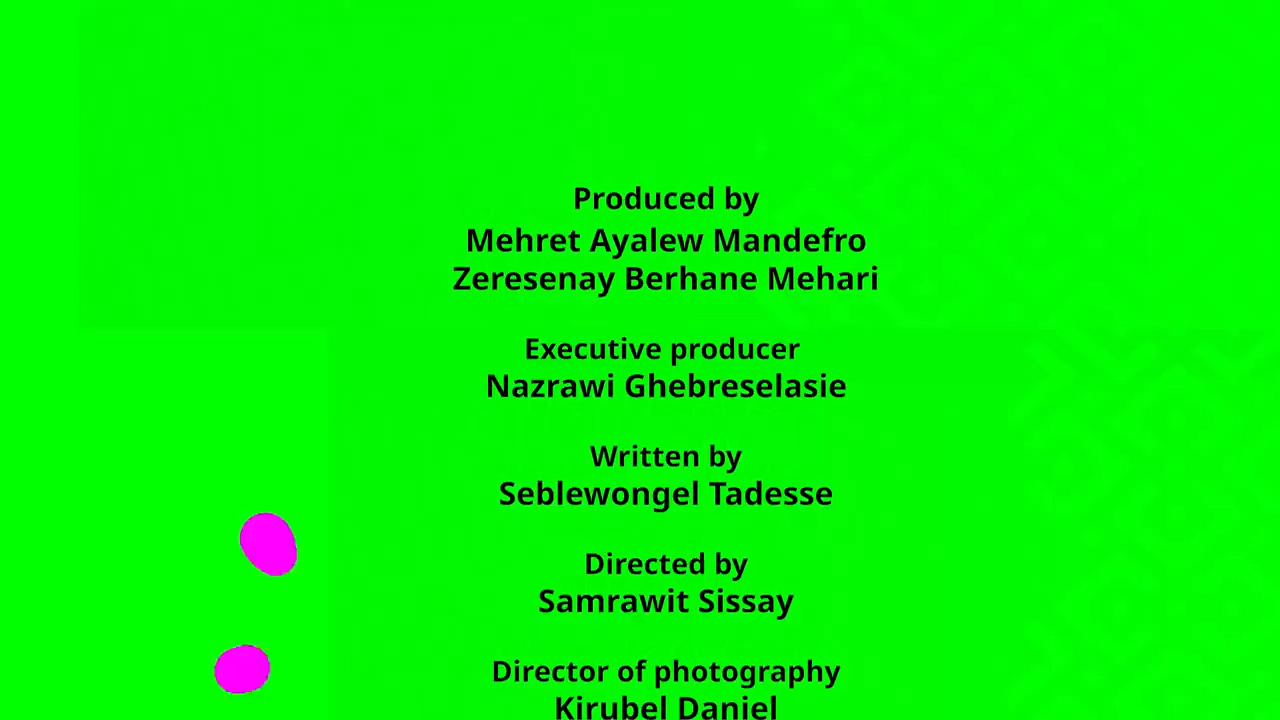 Produced by
Mehret Ayalew Mandefro
Zeresenay Berhane Mehari
Executive producer
Nazrawi Ghebreselasie
Written by
Seblewongel Tadesse
Directed by
Samrawit Sissay
Director of photography
Kirubel Daniel